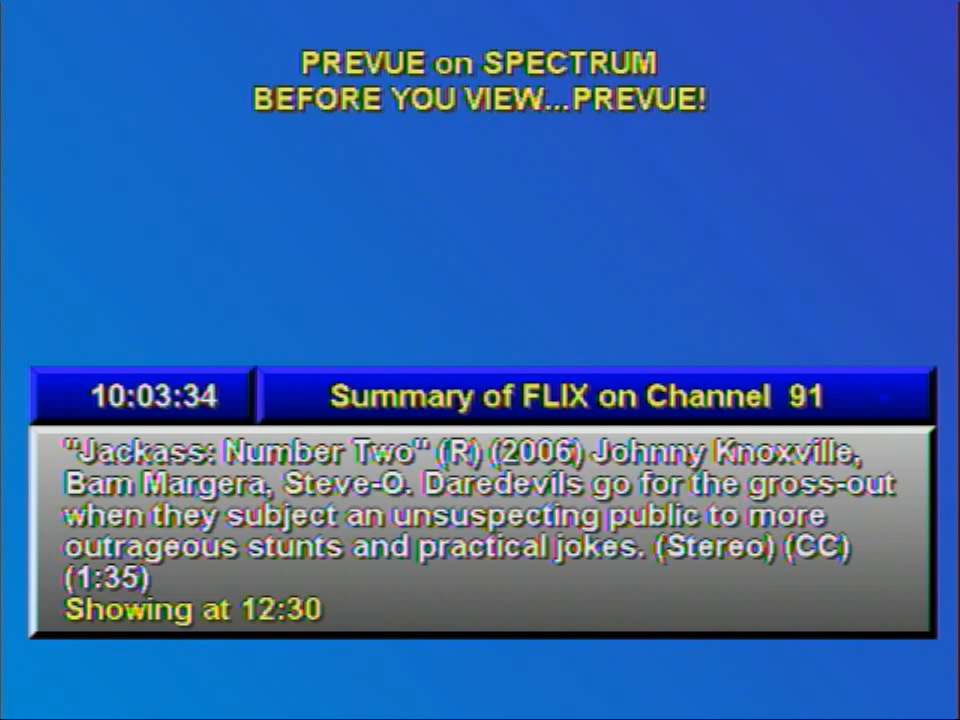 PREVUE on SPECTRUM
BEFORE YOU VIEW...PREVUE!
10:03:34
Summary of FLIX on Channel 91
"Jackass: Number Two" (R) (2006) Johnny Knoxville,
Bam Margera, Steve-O. Daredevils go for the gross-out
when they subject an unsuspecting public to more
outrageous stunts and practical jokes. (Stereo) (CC)
(1:35)
Showing at 12:30